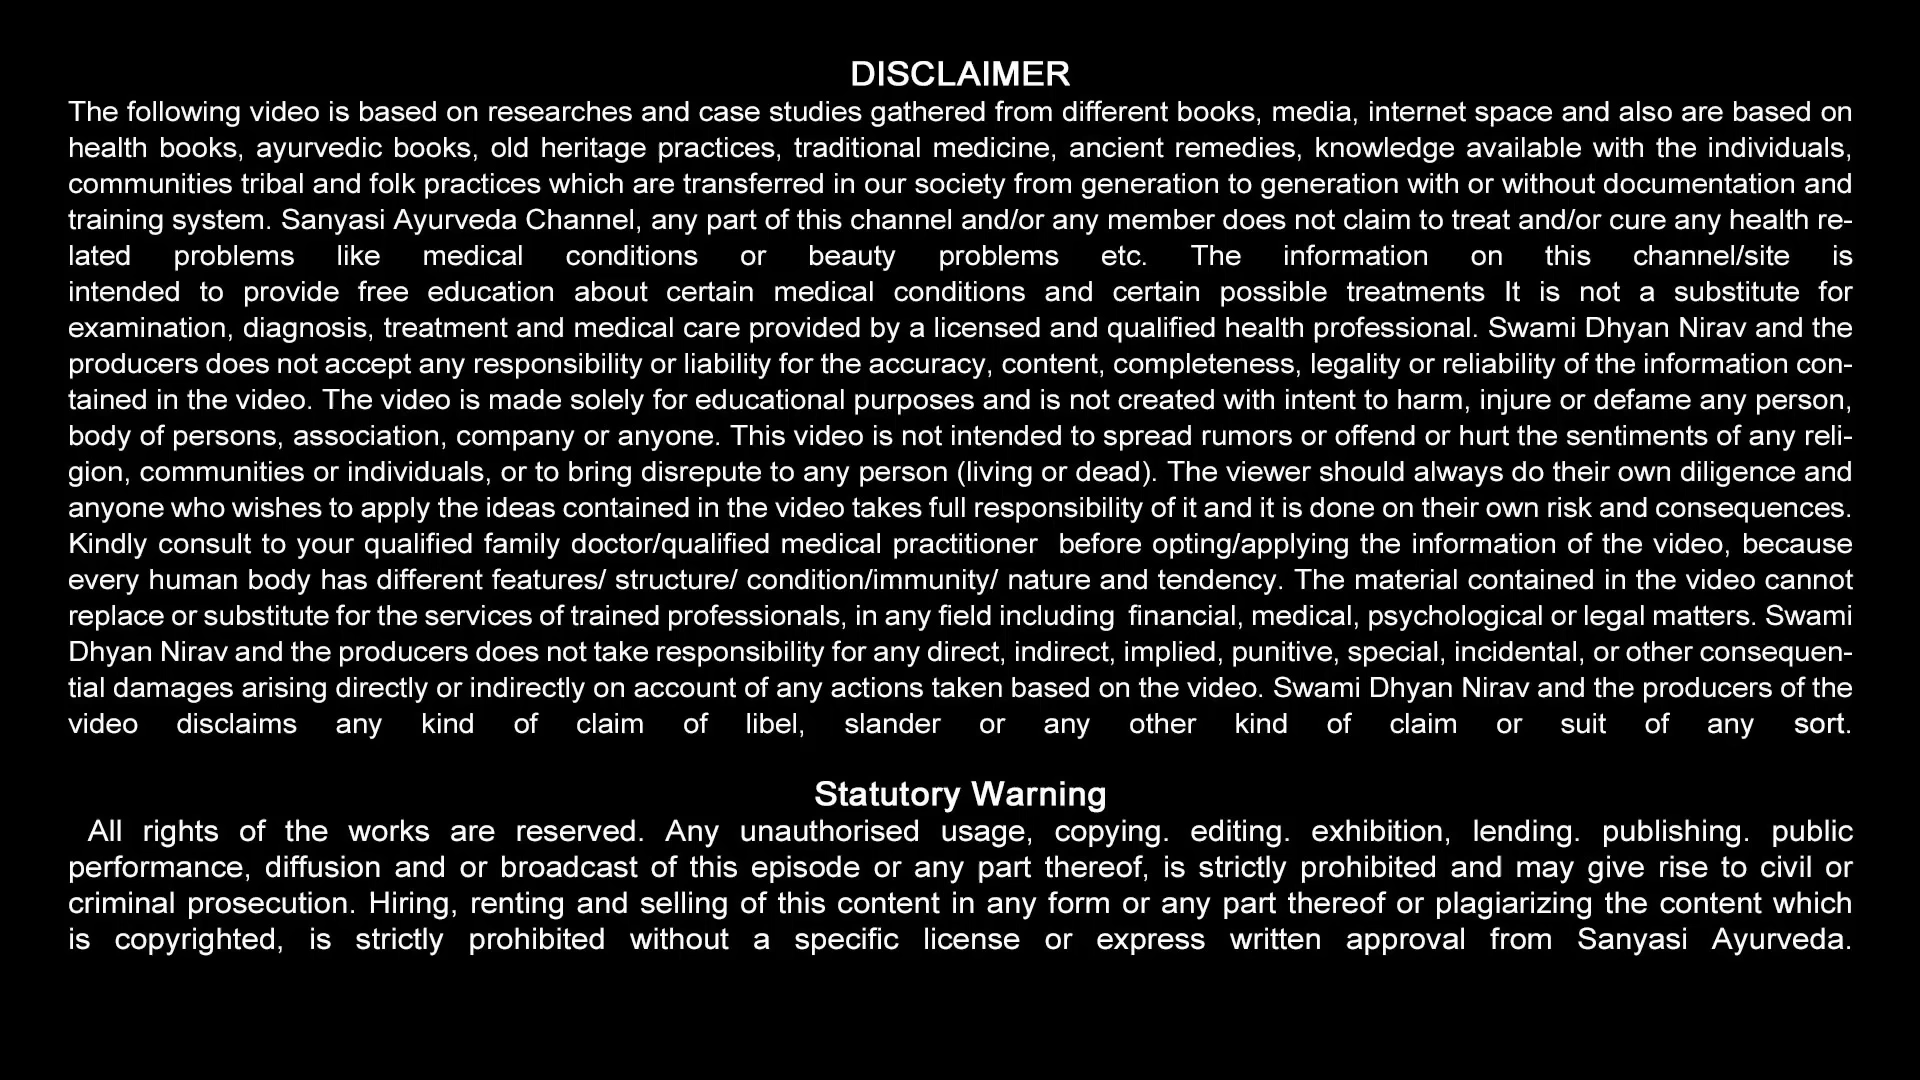 DISCLAIMER
The following video is based on researches and case studies gathered from different books, media, internet space and also are based on
health books, ayurvedic books, old heritage practices, traditional medicine, ancient remedies, knowledge available with the individuals,
communities tribal and folk practices which are transferred in our society from generation to generation with or without documentation and
training system. Sanyasi Ayurveda Channel, any part of this channel and/or any member does not claim to treat and/or cure any health re-
lated problems like medical conditions or beauty problems etc. The information on this channel/site is
intended to provide free education about certain medical conditions and certain possible treatments It is not a substitute for
examination, diagnosis, treatment and medical care provided by a licensed and qualified health professional. Swami Dhyan Nirav and the
producers does not accept any responsibility or liability for the accuracy, content, completeness, legality or reliability of the information con-
tained in the video. The video is made solely for educational purposes and is not created with intent to harm, injure or defame any person,
body of persons, association, company or anyone. This video is not intended to spread rumors or offend or hurt the sentiments of any reli-
gion, communities or individuals, or to bring disrepute to any person (living or dead). The viewer should always do their own diligence and
anyone who wishes to apply the ideas contained in the video takes full responsibility of it and it is done on their own risk and consequences.
Kindly consult to your qualified family doctor/qualified medical practitioner  before opting/applying the information of the video, because
every human body has different features/ structure/ condition/immunity/ nature and tendency. The material contained in the video cannot
replace or substitute for the services of trained professionals, in any field including  financial, medical, psychological or legal matters. Swami
Dhyan Nirav and the producers does not take responsibility for any direct, indirect, implied, punitive, special, incidental, or other consequen-
tial damages arising directly or indirectly on account of any actions taken based on the video. Swami Dhyan Nirav and the producers of the
video disclaims any kind of claim of libel, slander or any other kind of claim or suit of any sort.
Statutory Warning
All rights of the works are reserved. Any unauthorised usage, copying. editing. exhibition, lending. publishing. public
performance, diffusion and or broadcast of this episode or any part thereof, is strictly prohibited and may give rise to civil or
criminal prosecution. Hiring, renting and selling of this content in any form or any part thereof or plagiarizing the content which
is copyrighted, is strictly prohibited without a specific license or express written approval from Sanyasi Ayurveda.